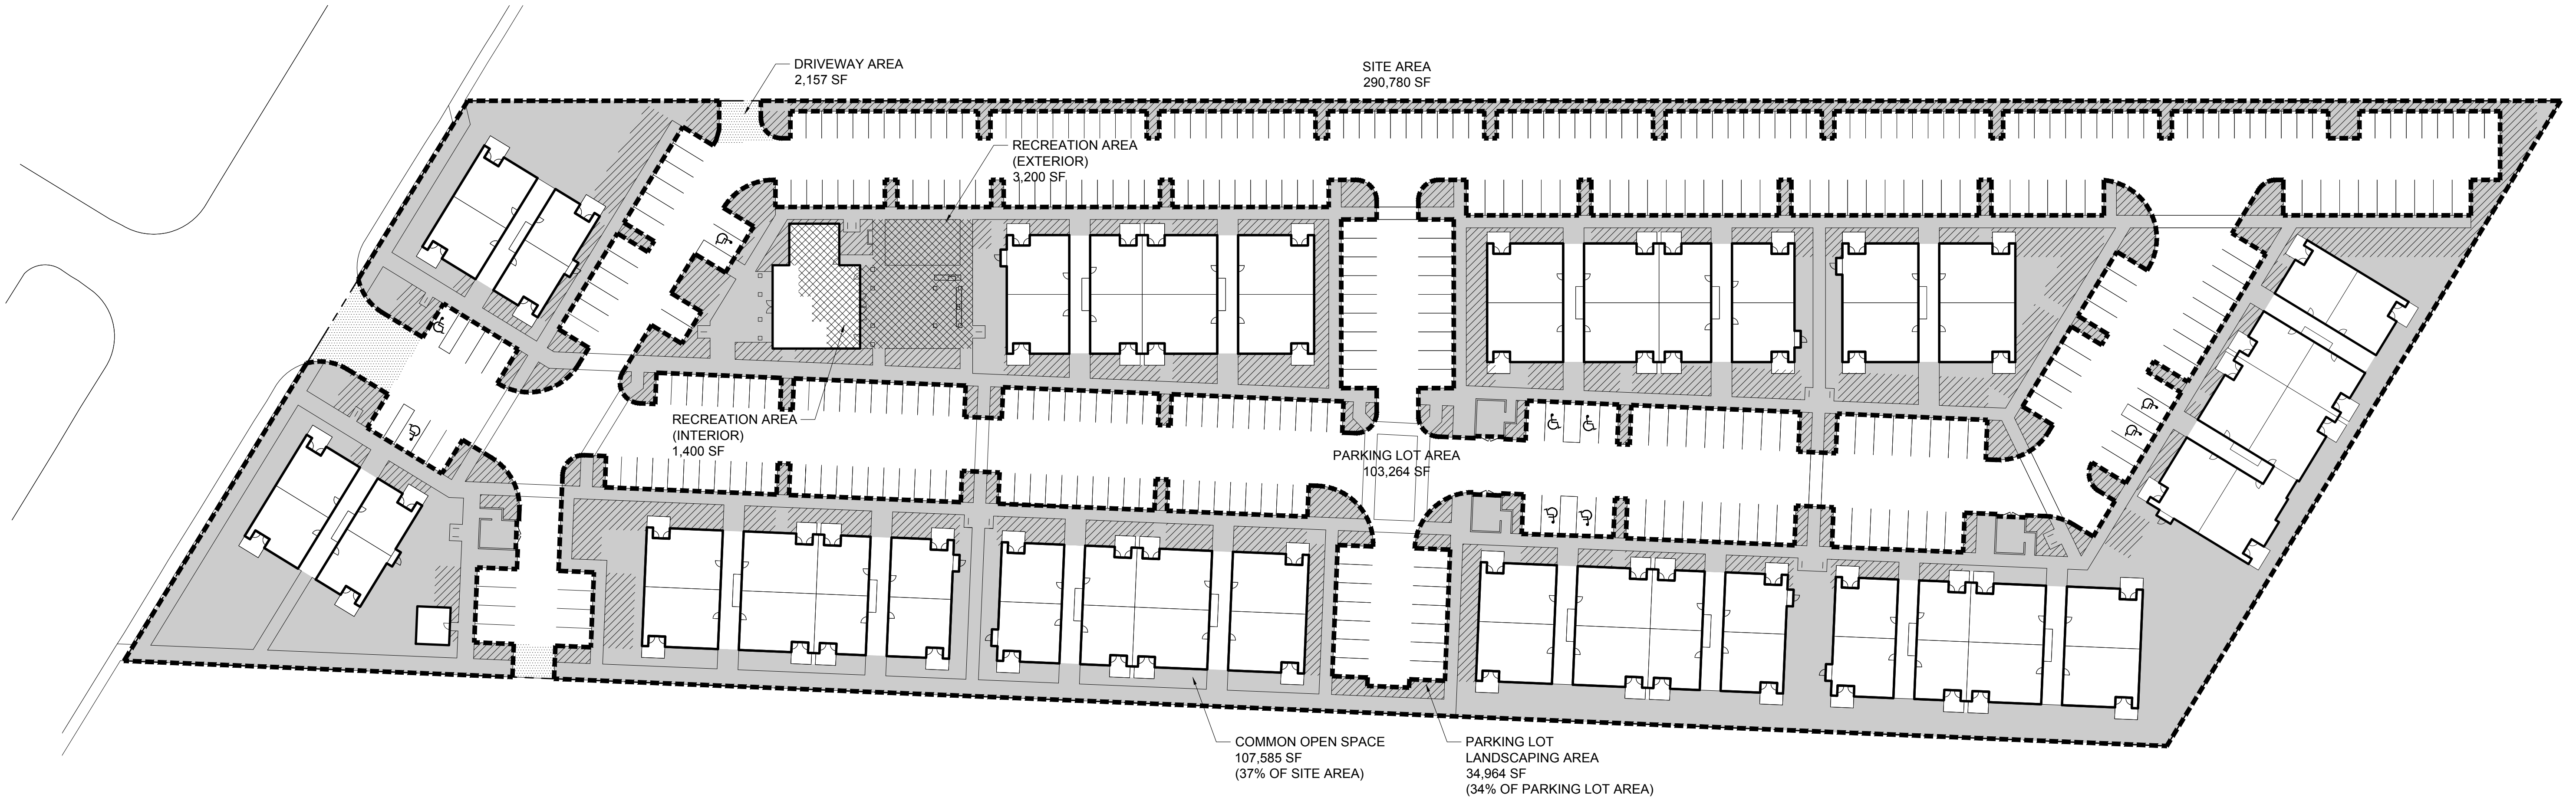 DRIVEWAY AREA
2,157 SF
SITE AREA
290,780 SF
RECREATION AREA
(EXTERIOR)
3,200 SF
RECREATION AREA
(INTERIOR)
1,400 SF
PARKING LOT AREA
103,264 SF
COMMON OPEN SPACE
107,585 SF
(37% OF SITE AREA)
PARKING LOT
LANDSCAPING AREA
34,964 SF
(34% OF PARKING LOT AREA)